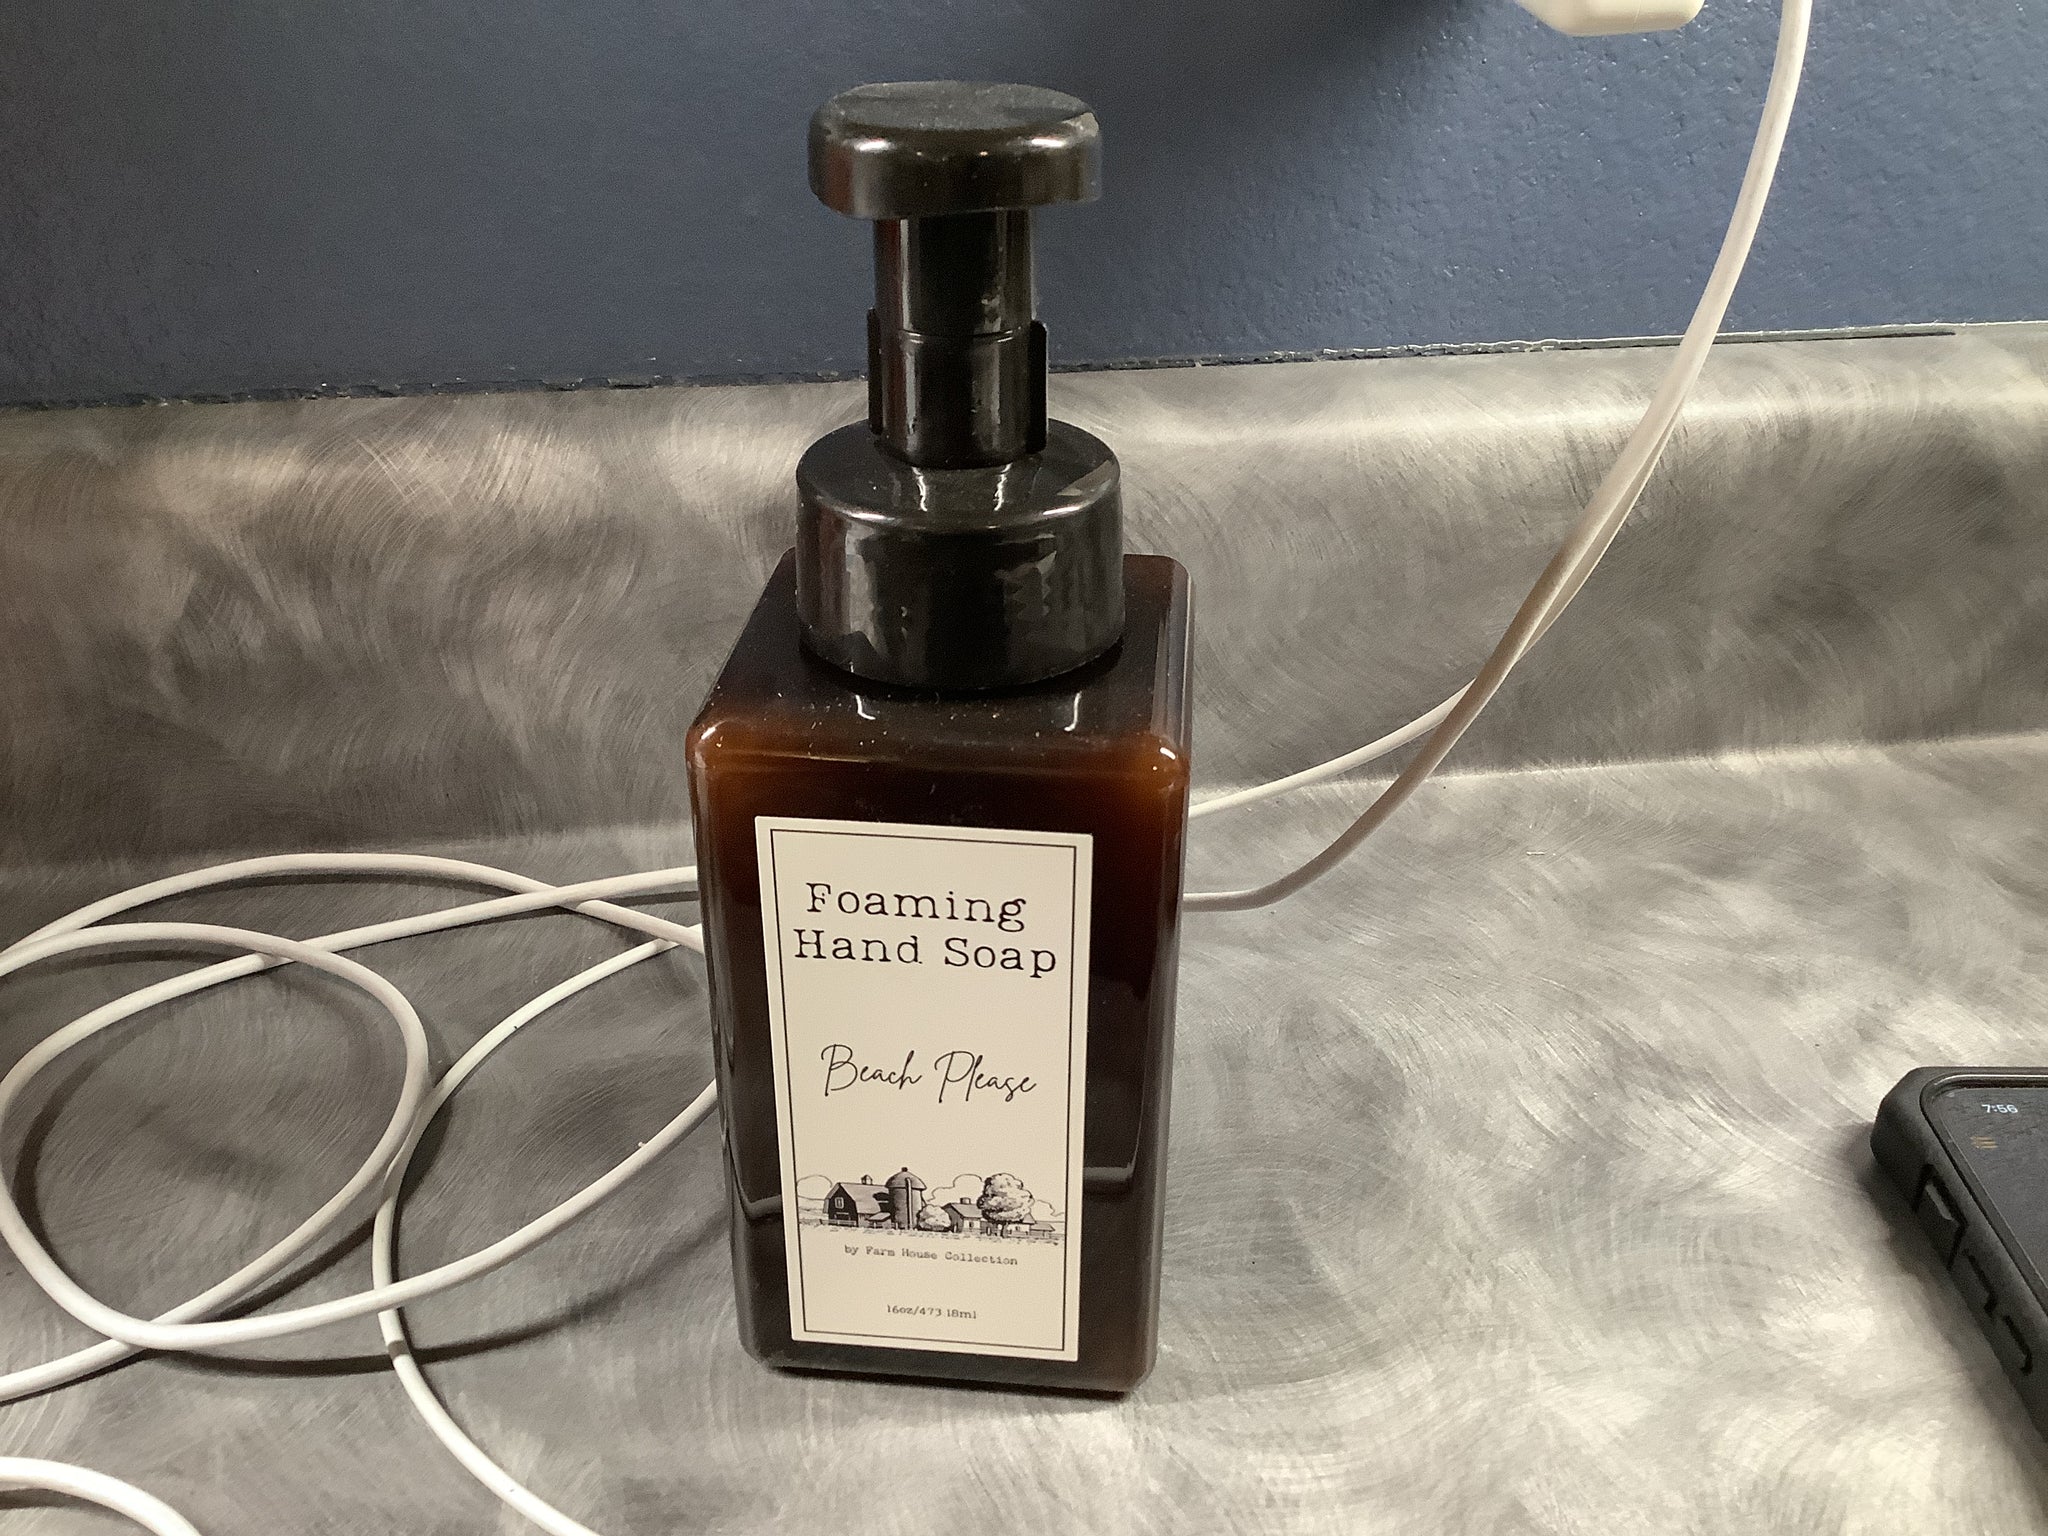 Foaming
Hand Soap
Beach Please
by Farm House Collection
16oz/473.18ml
7:56